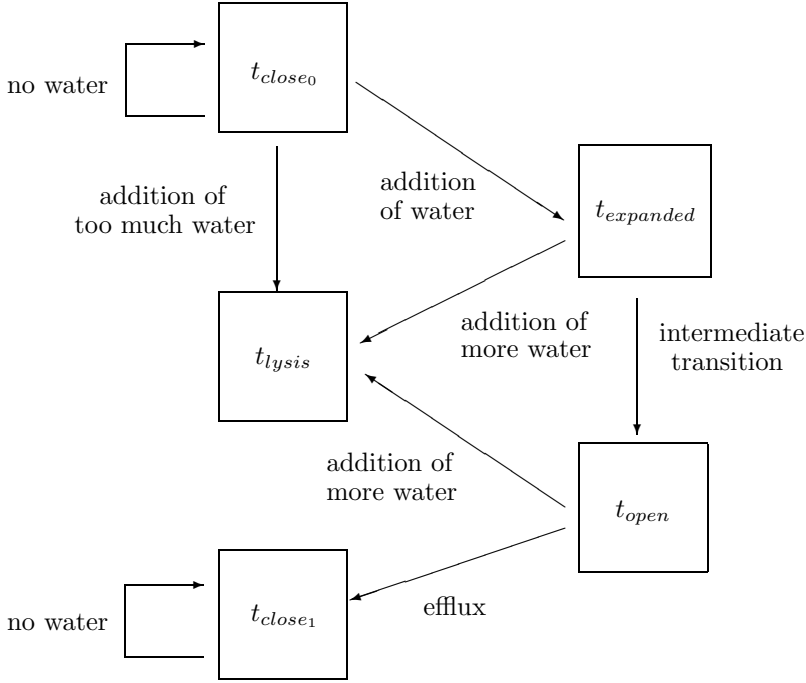 t_{close_0}
no water
addition of
too much water
addition
of water
t_{expanded}
addition of
more water
intermediate
transition
t_{lysis}
addition of
more water
t_{open}
t_{close_1}
efflux
no water